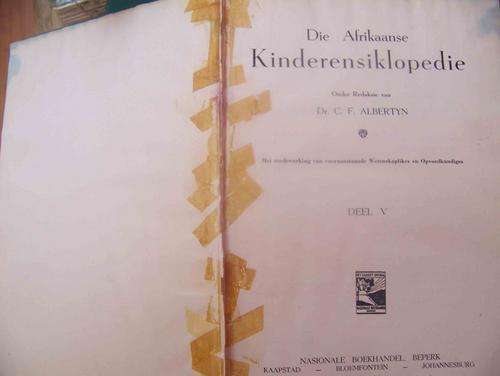 Die Afrikaanse
Kinderensiklopedie
Onder Redaksie van
Dr. C. F. ALBERTYN
Met medewerking van vooraanstaande Wetenskaplikes en Opvoedkundiges
DEEL V
NASIONALE BOEKHANDEL BEPERK
KAAPSTAD — BLOEMFONTEIN — JOHANNESBURG